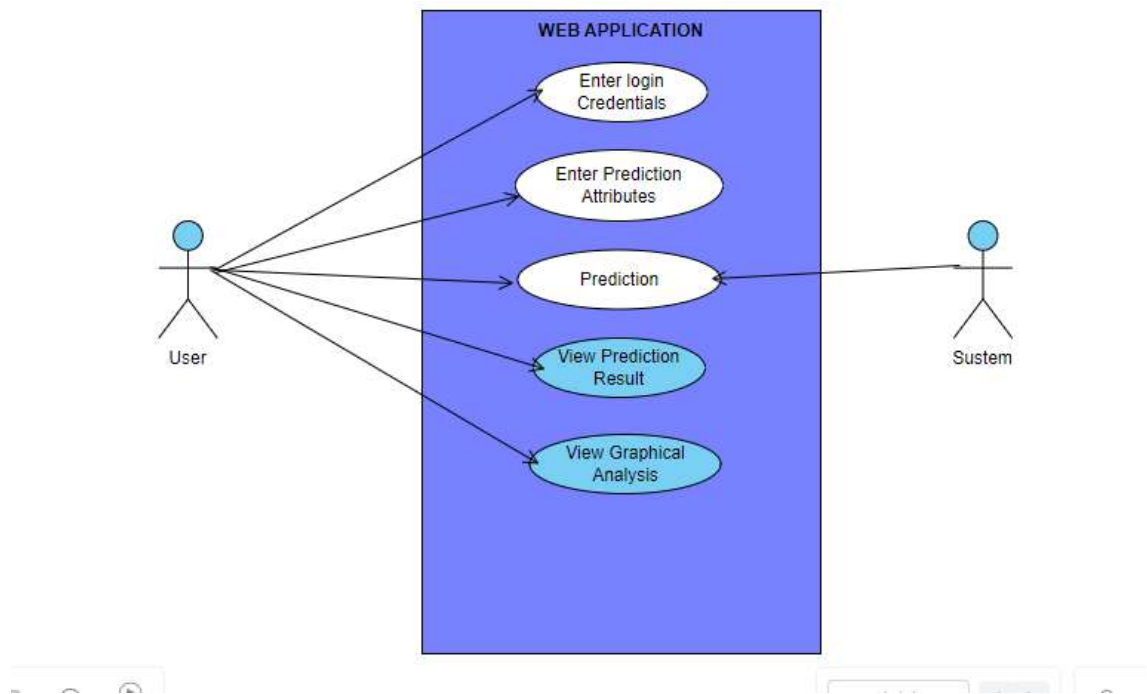 WEB APPLICATION
Enter login
Credentials
Enter Prediction
Attributes
Prediction
View Prediction
Result
View Graphical
Analysis
User
Sustem